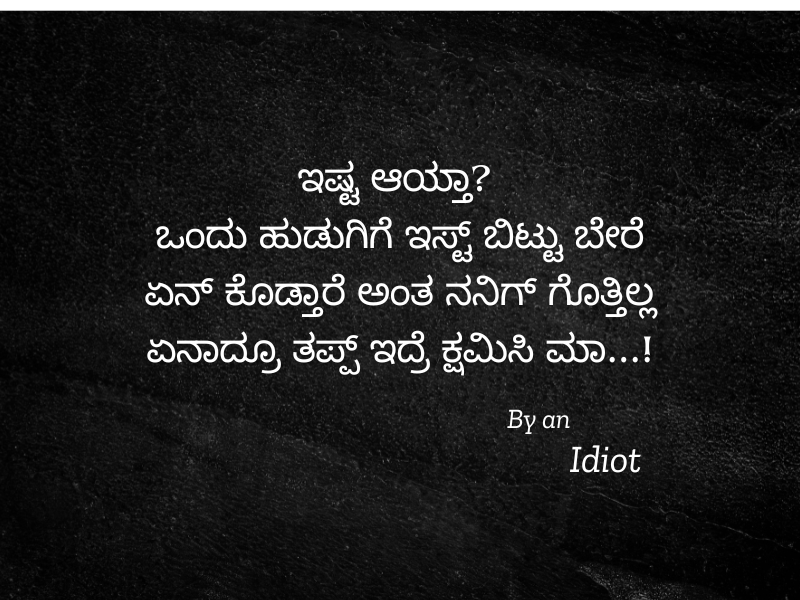 ಇಷ್ಟ ಆಯ್ತಾ?
ಒಂದು ಹುಡುಗಿಗೆ ಇಸ್ಟ್ ಬಿಟ್ಟು ಬೇರೆ
ಏನ್ ಕೊಡ್ತಾರೆ ಅಂತ ನನಿಗ್ ಗೊತ್ತಿಲ್ಲ
ಏನಾದ್ರೂ ತಪ್ಪ್ ಇದ್ರೆ ಕ್ಷಮಿಸಿ ಮಾ...!
By an
Idiot